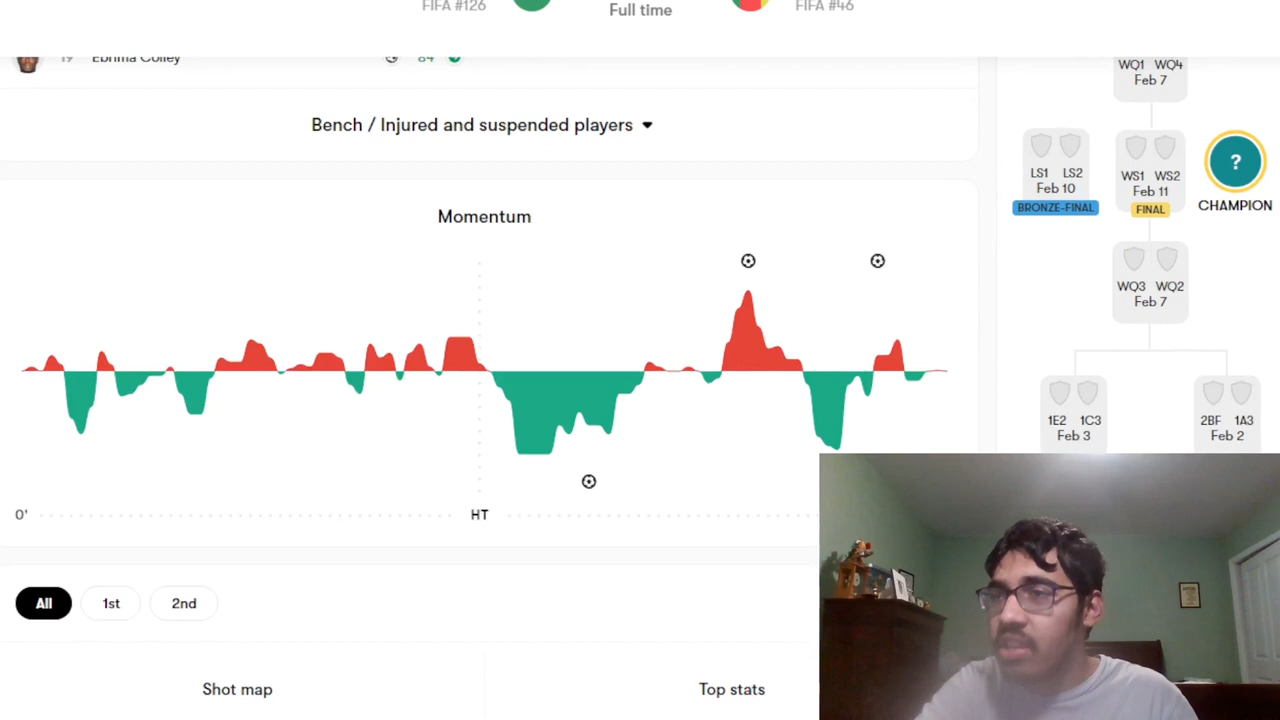 FIFA #126
Full time
FIFA #46
19 Ebrima Colley 84
Bench / Injured and suspended players
Momentum
0'
HT
All
1st
2nd
Shot map
Top stats
WQ1 WQ4
Feb 7
LS1 LS2
Feb 10
BRONZE-FINAL
WS1 WS2
Feb 11
FINAL
?
CHAMPION
WQ3 WQ2
Feb 7
1E2 1C3
Feb 3
2BF 1A3
Feb 2